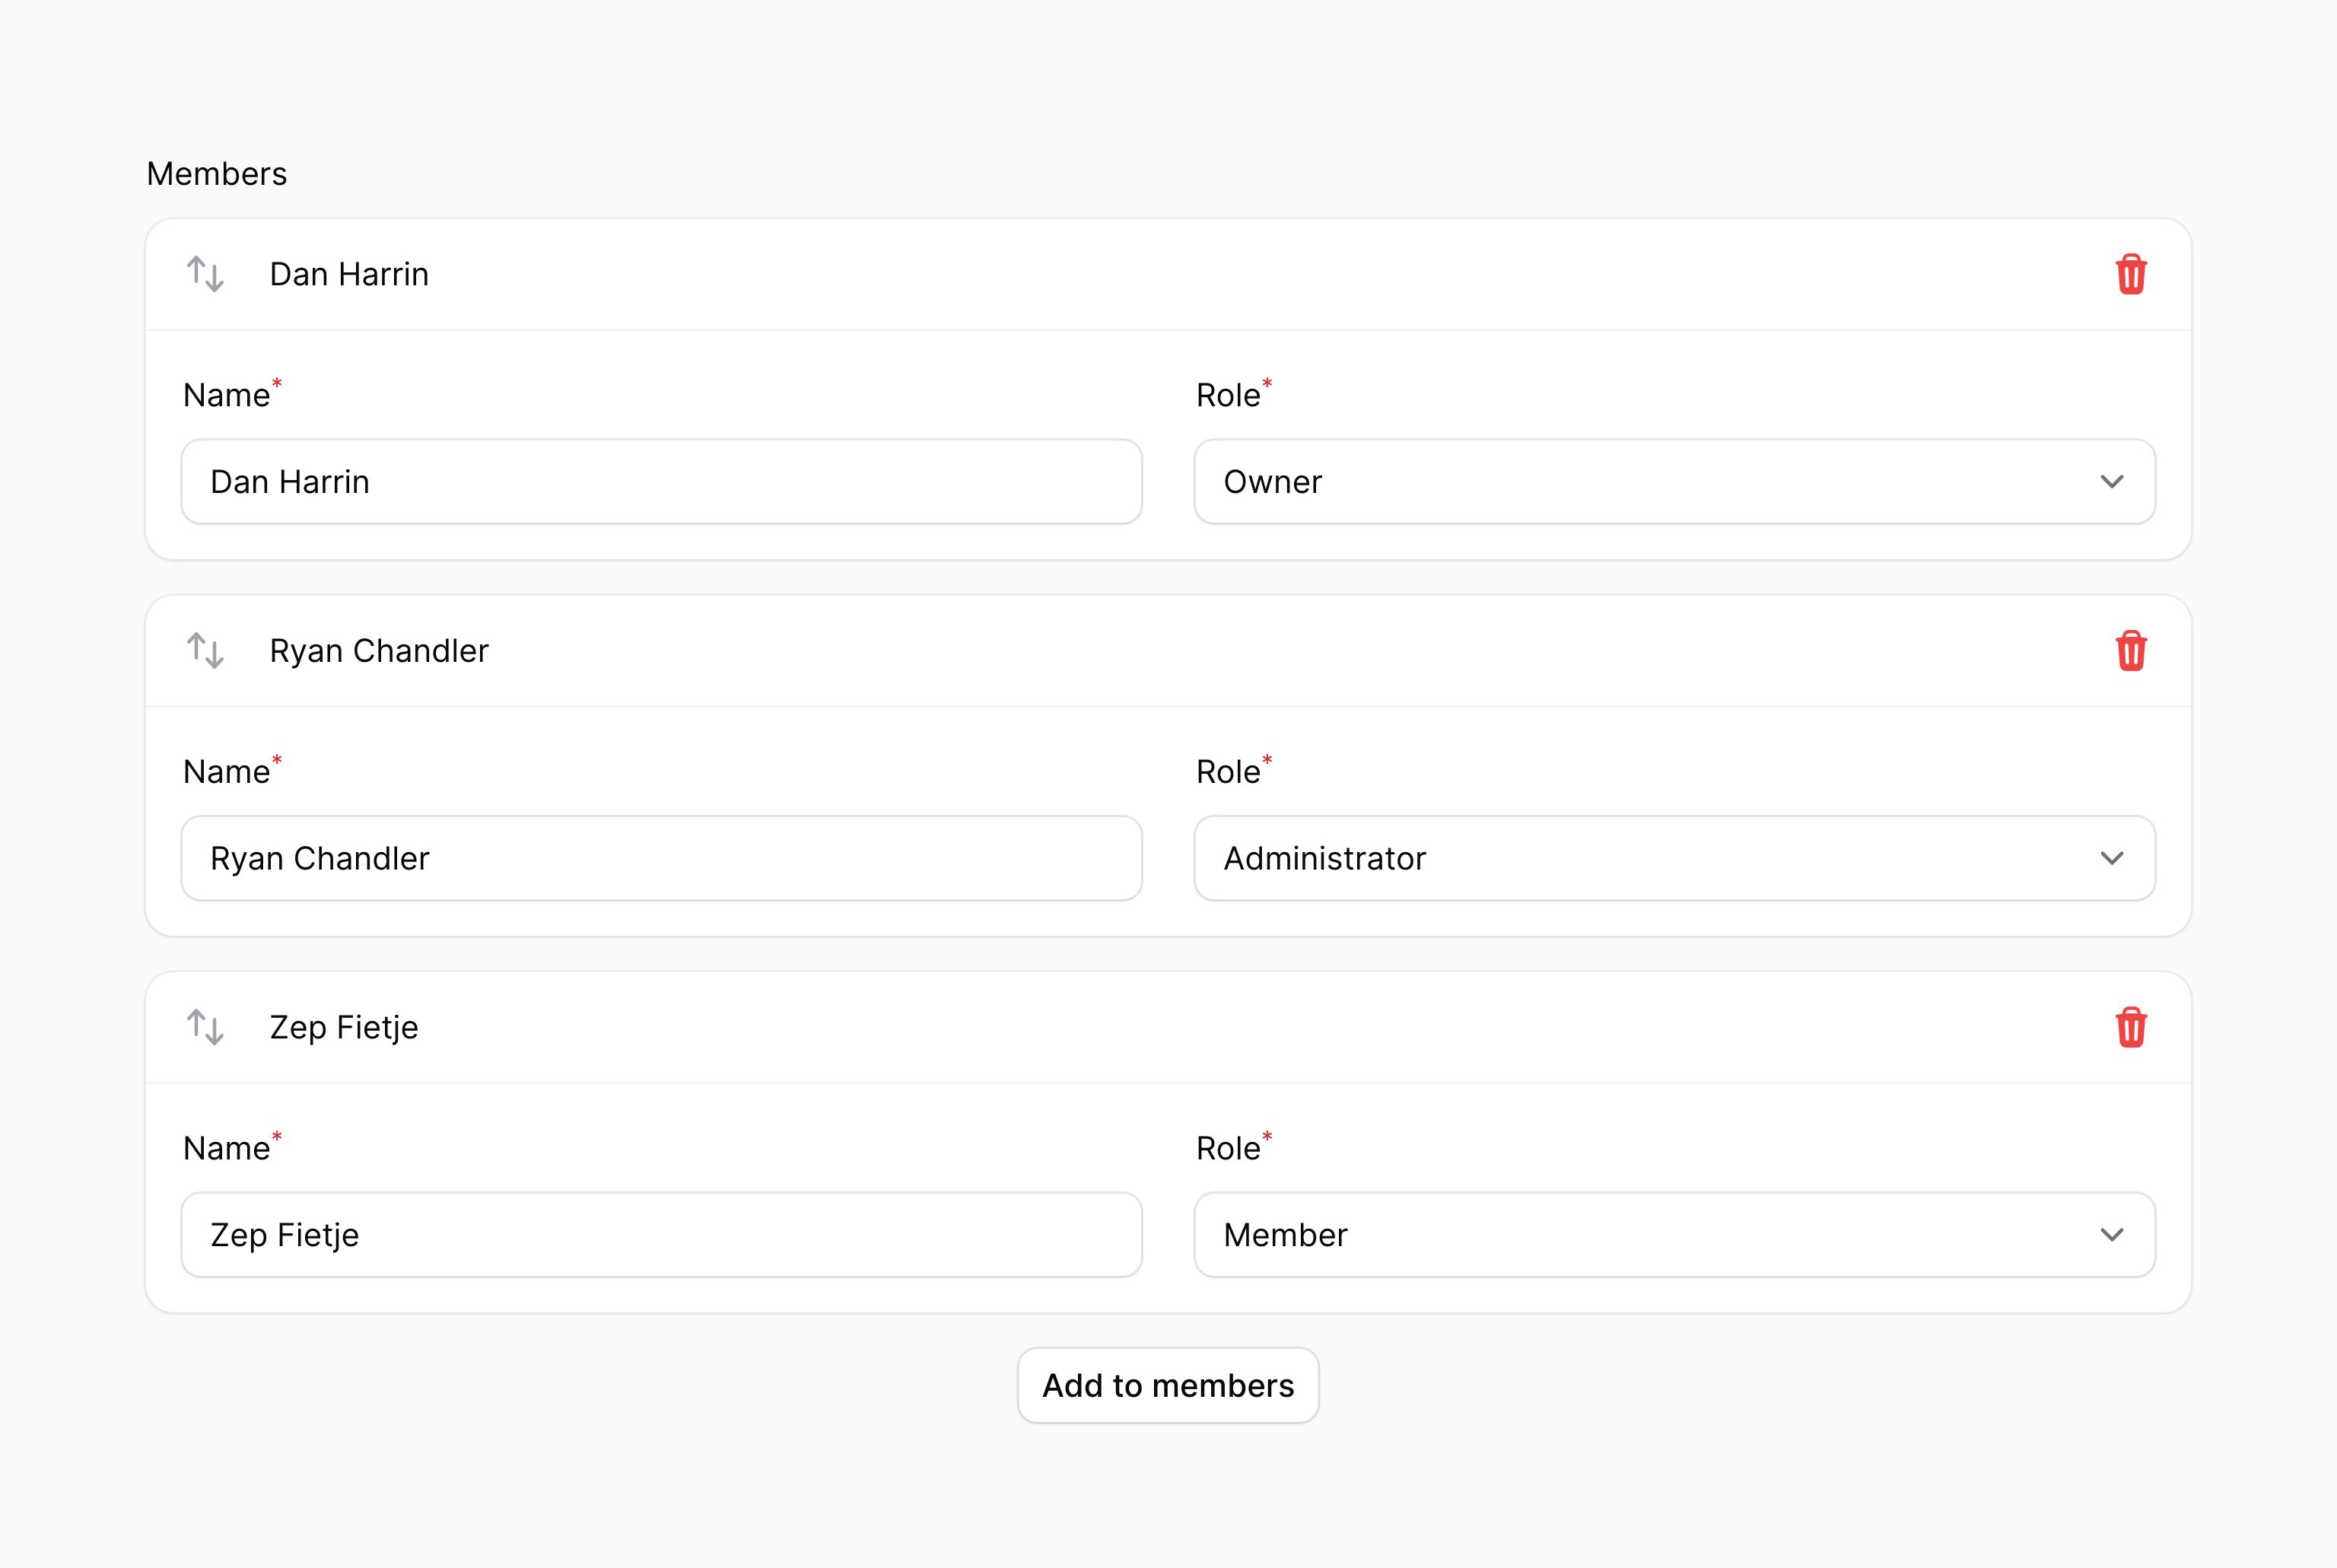 Members
Dan Harrin
Name* Role*
Dan Harrin Owner
Ryan Chandler
Name* Role*
Ryan Chandler Administrator
Zep Fietje
Name* Role*
Zep Fietje Member
Add to members